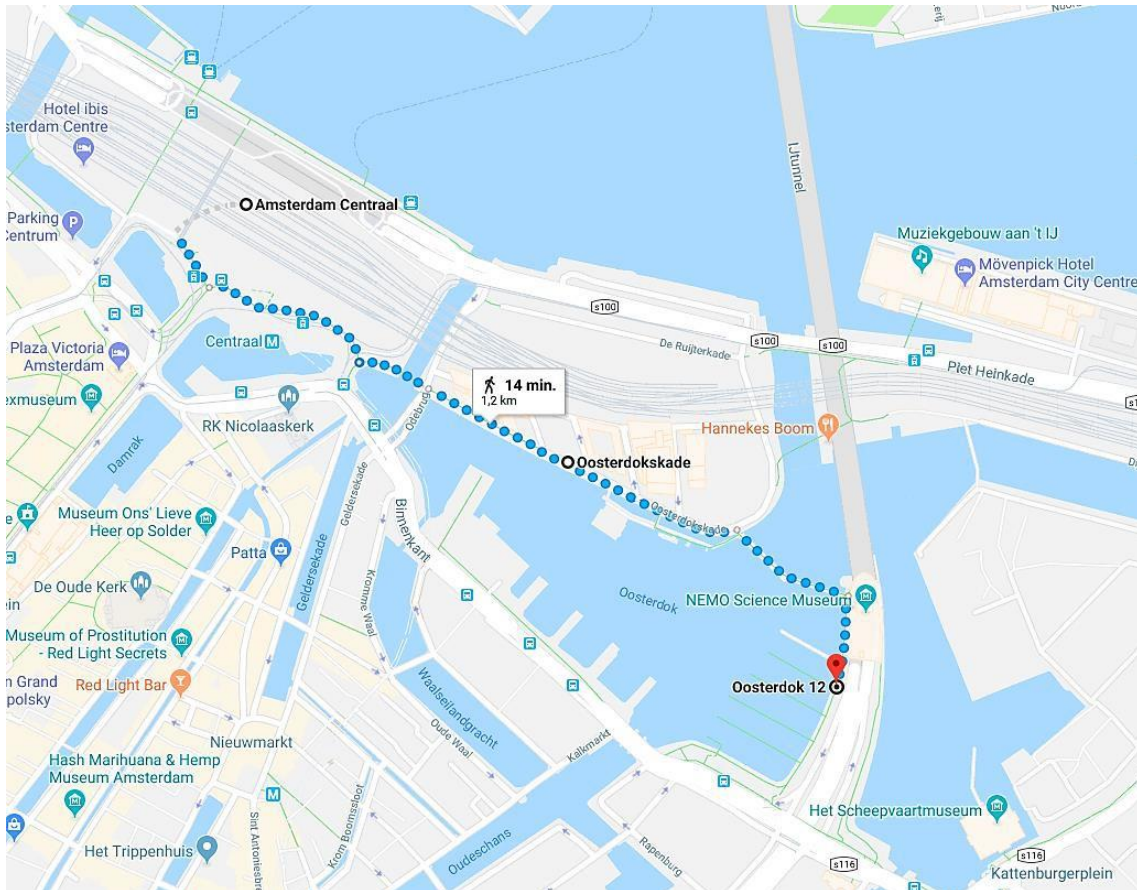 Hotel ibis
sterdam Centre
Amsterdam Centraal
Parking
Centrum
IJtunnel
Muziekgebouw aan 't IJ
Mövenpick Hotel
Amsterdam City Centre
s100
s100
s100
De Ruijterkade
Piet Heinkade
Centraal M
Plaza Victoria
Amsterdam
exmuseum
14 min.
1,2 km
RK Nicolaaskerk
Odebrug
Hannekes Boom
Damrak
Oosterdokskade
Geldersekade
Binnenkant
Museum Ons' Lieve
Heer op Solder
Patta
Oosterdokskade
De Oude Kerk
Geldersekade
Kromme Waal
Oosterdok
NEMO Science Museum
Museum of Prostitution
- Red Light Secrets
n Grand
polsky
Red Light Bar
Waalseilandgracht
Oosterdok 12
Oude Waal
Nieuwmarkt
Kalkmarkt
Hash Marihuana & Hemp
Museum Amsterdam
M
Krom Boomssloot
Het Scheepvaartmuseum
Sint Antoniesbre
Het Trippenhuis
Oudeschans
Rapenburg
s116
s116
Kattenburgerplein